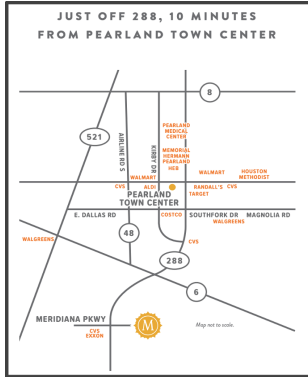 JUST OFF 288, 10 MINUTES
FROM PEARLAND TOWN CENTER
8
521
AIRLINE RD S
KIRBY DR
PEARLAND
MEDICAL
CENTER
MEMORIAL
HERMANN
PEARLAND
HEB
WALMART
WALMART
HOUSTON
METHODIST
CVS
ALDI
RANDALL'S
CVS
TARGET
PEARLAND
TOWN CENTER
E. DALLAS RD
COSTCO
SOUTHFORK DR
MAGNOLIA RD
WALGREENS
WALGREENS
48
CVS
288
6
MERIDIANA PKWY
M
Map not to scale.
CVS
EXXON